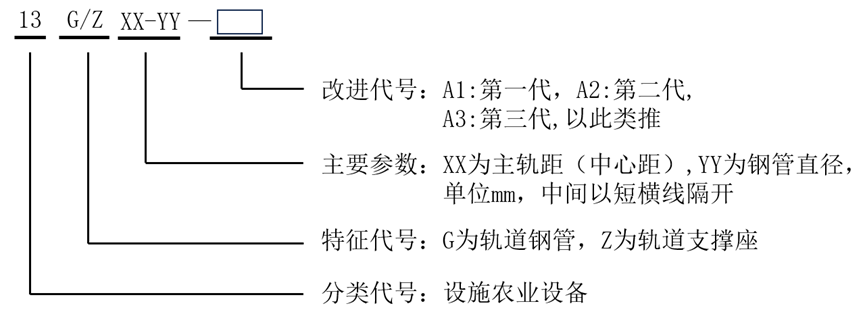 13 G/Z XX-YY—
改进代号：A1:第一代，A2:第二代,
A3:第三代,以此类推
主要参数：XX为主轨距（中心距）,YY为钢管直径，
单位mm，中间以短横线隔开
特征代号：G为轨道钢管，Z为轨道支撑座
分类代号：设施农业设备